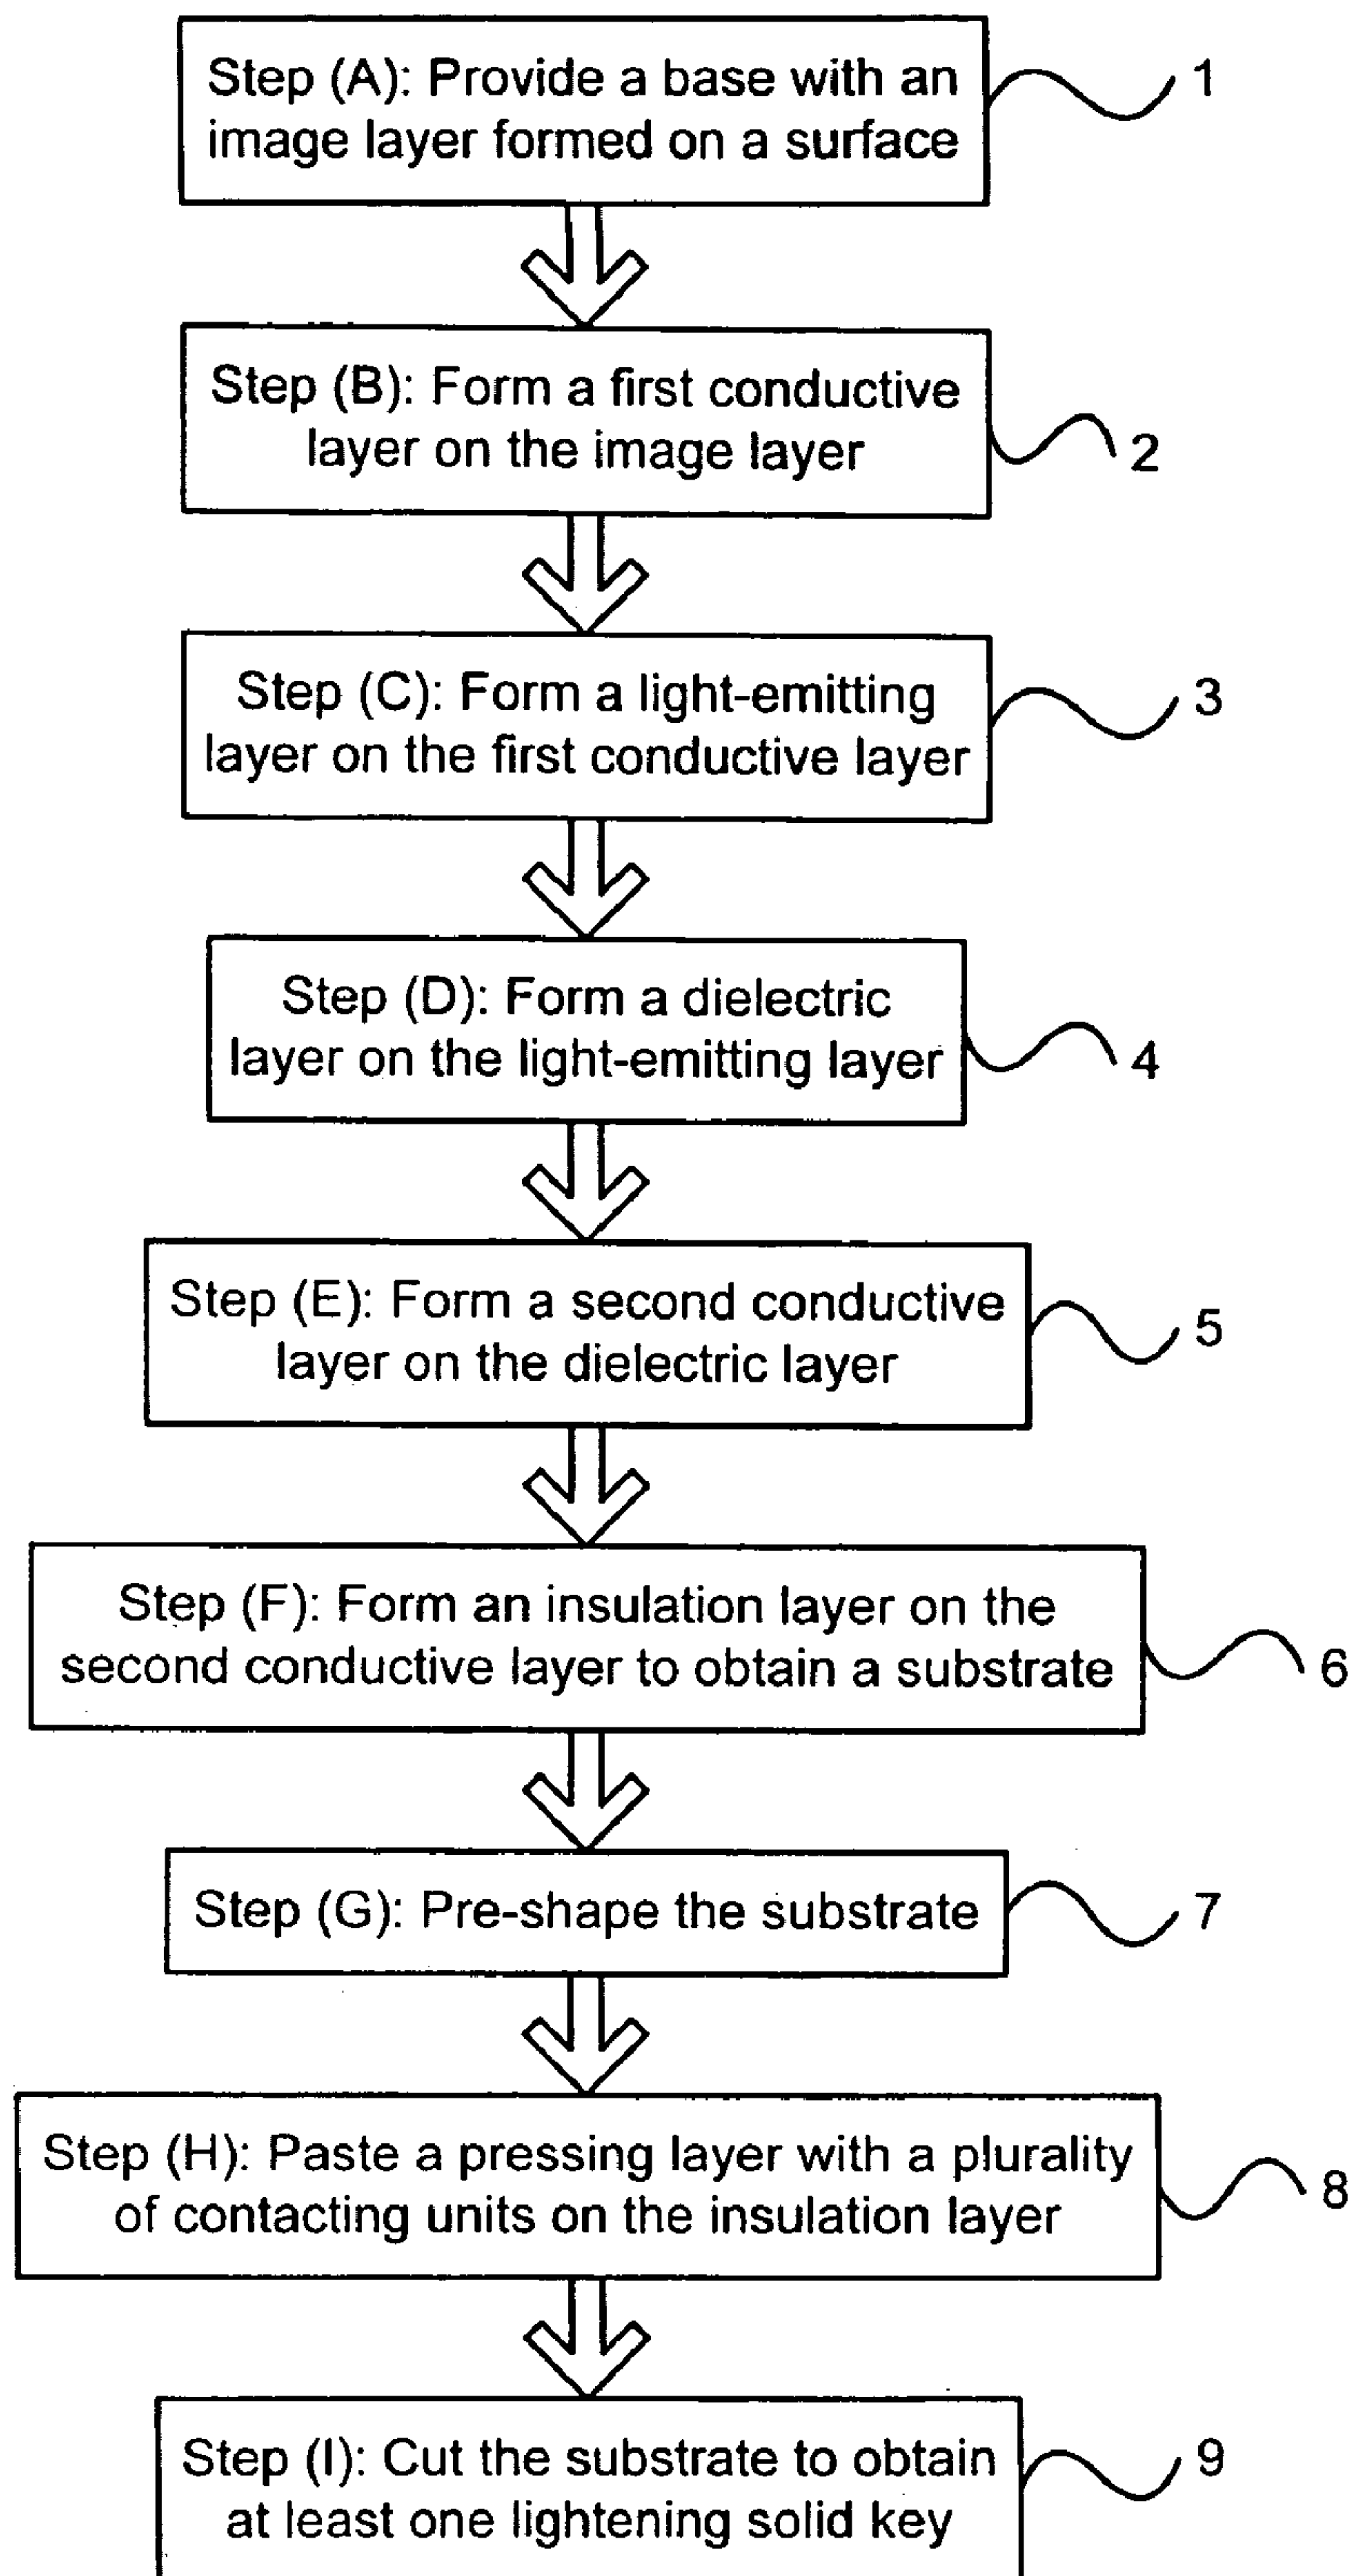 Step (A): Provide a base with an
image layer formed on a surface
1
Step (B): Form a first conductive
layer on the image layer
2
Step (C): Form a light-emitting
layer on the first conductive layer
3
Step (D): Form a dielectric
layer on the light-emitting layer
4
Step (E): Form a second conductive
layer on the dielectric layer
5
Step (F): Form an insulation layer on the
second conductive layer to obtain a substrate
6
Step (G): Pre-shape the substrate
7
Step (H): Paste a pressing layer with a plurality
of contacting units on the insulation layer
8
Step (I): Cut the substrate to obtain
at least one lightening solid key
9